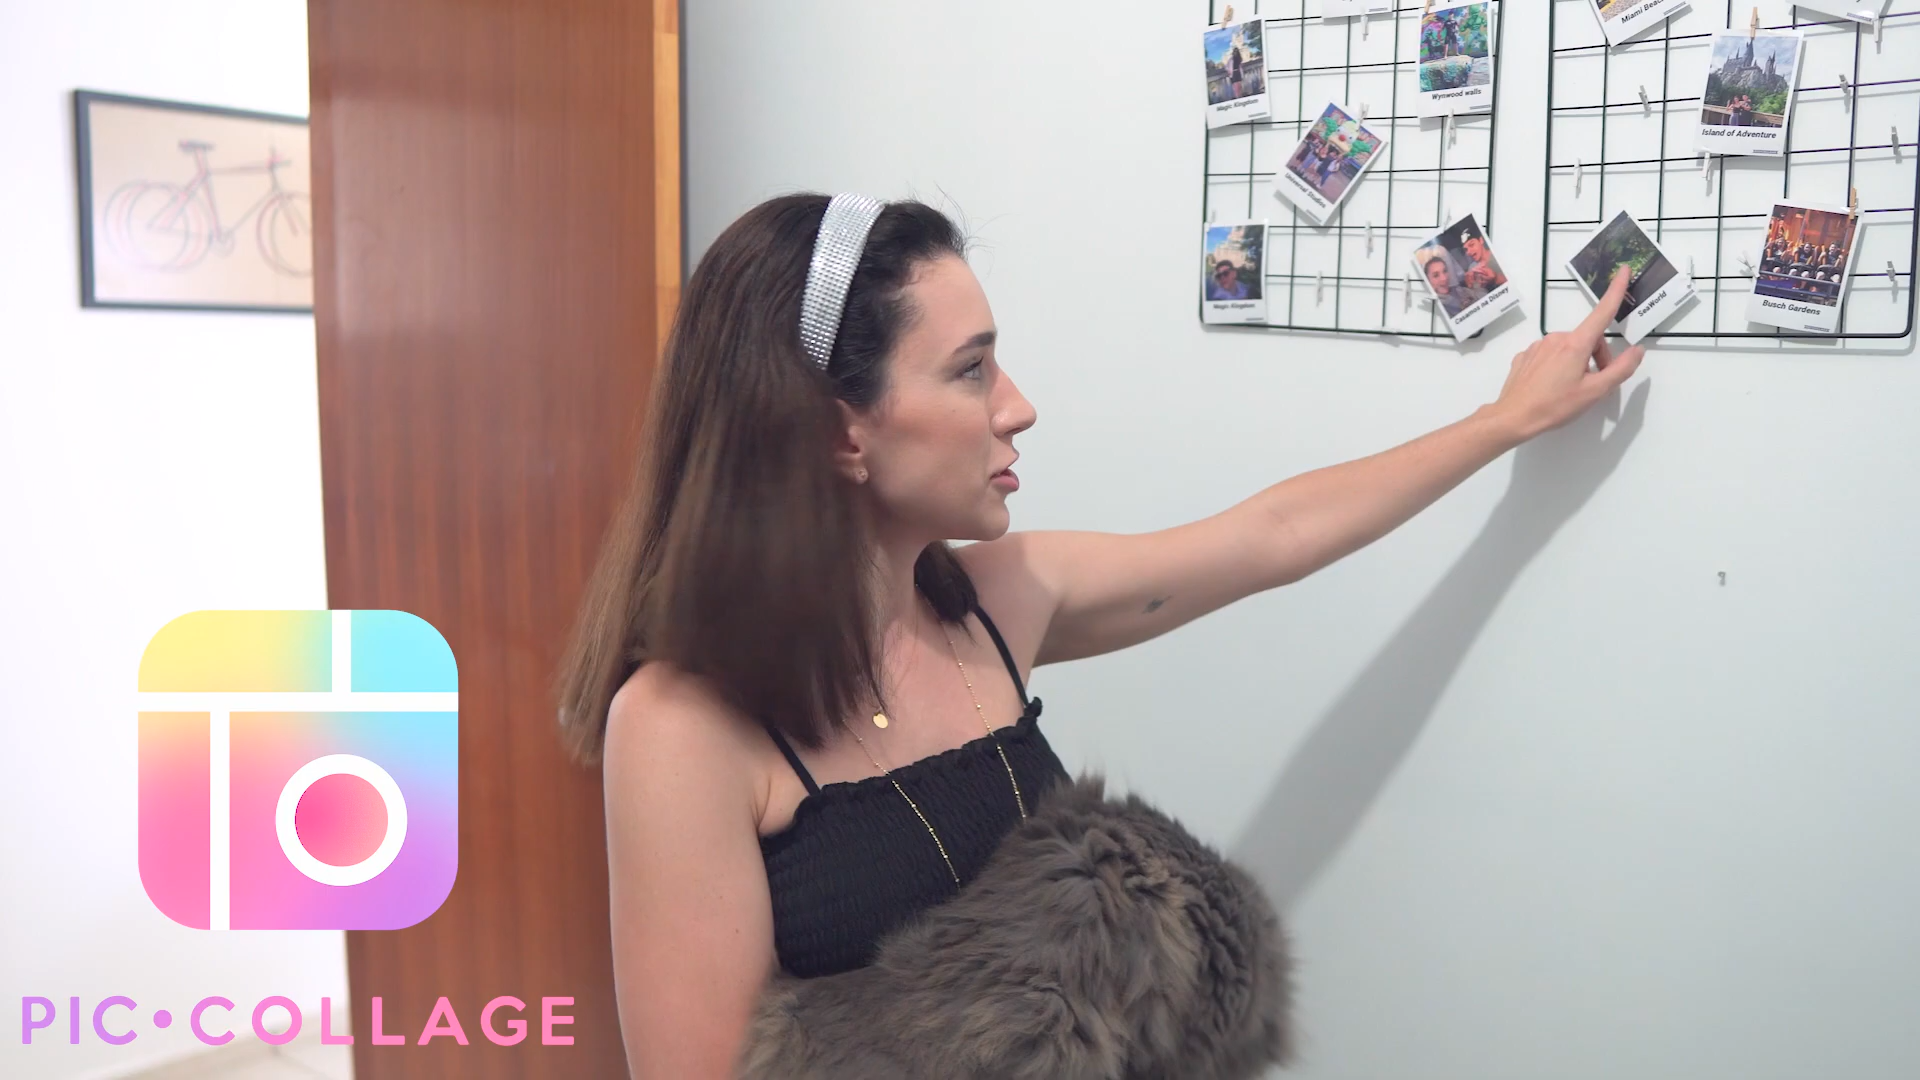 Miami Beach
Magic Kingdom
Wynwood walls
Island of Adventure
Universal Studios
Magic Kingdom
Casamos na Disney
SeaWorld
Busch Gardens
PIC•COLLAGE